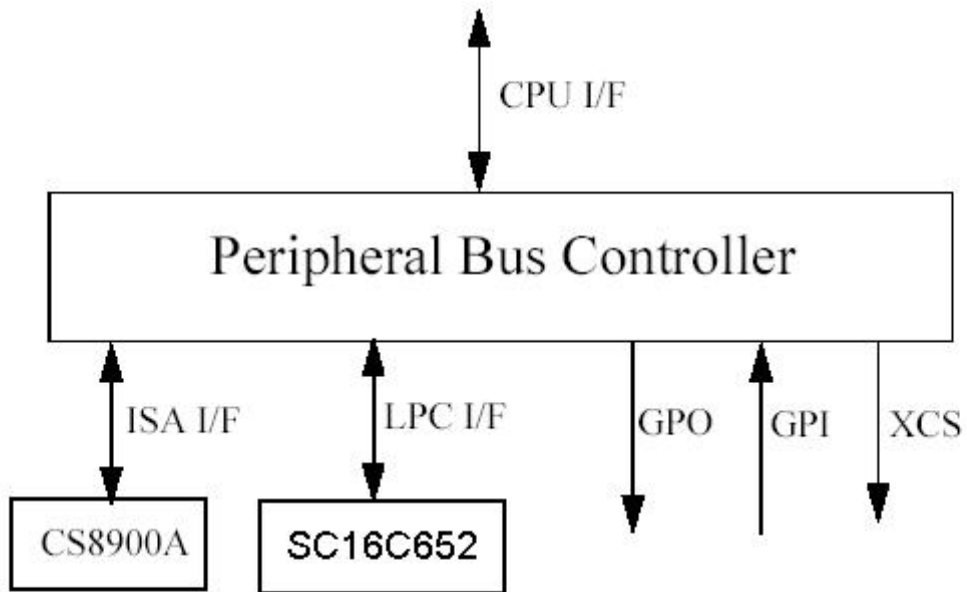 CPU I/F
Peripheral Bus Controller
ISA I/F
LPC I/F
GPO
GPI
XCS
CS8900A
SC16C652